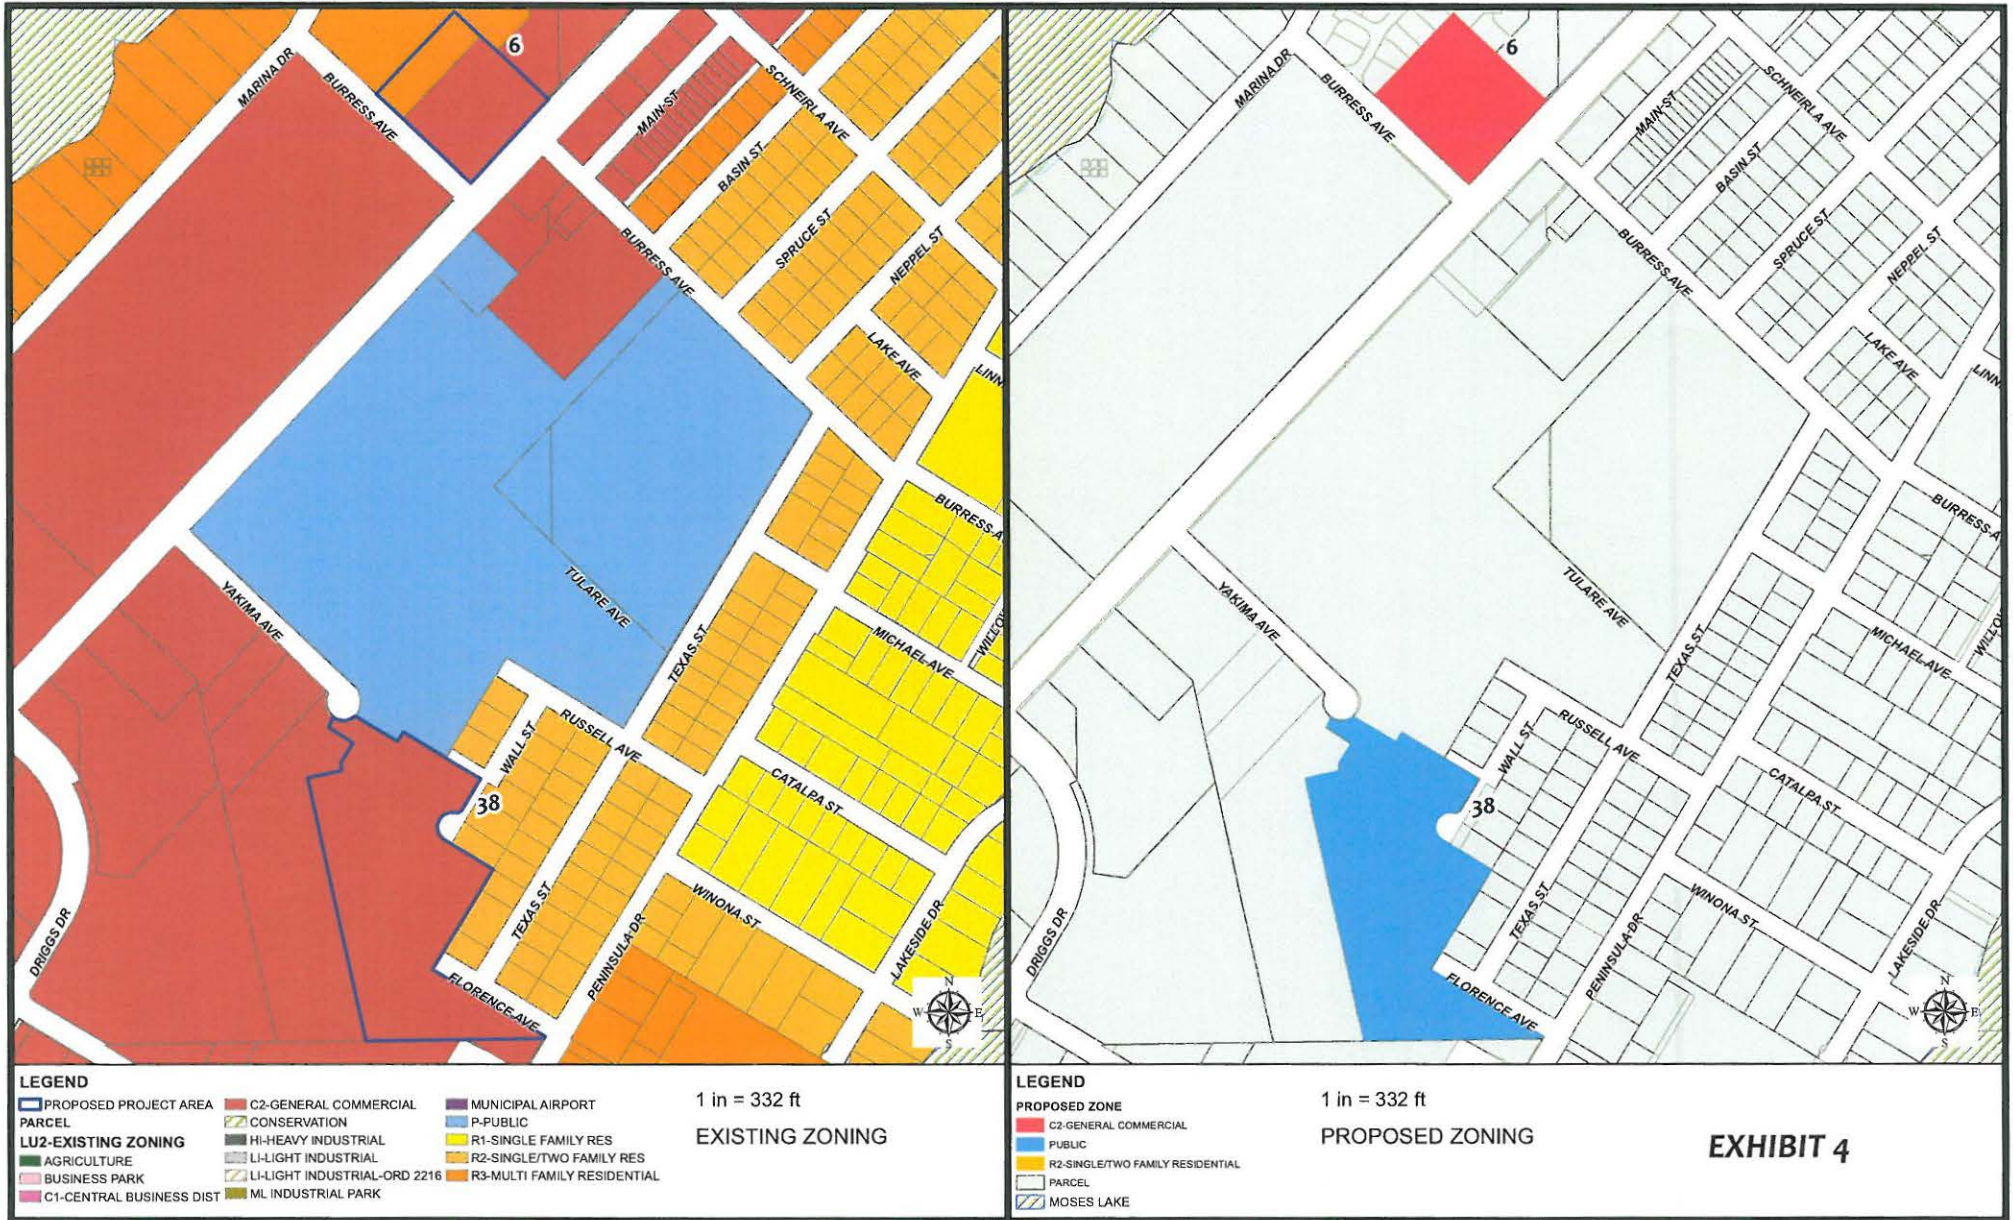 6
MARINA DR
BURRESS AVE
SCHNEIRLA AVE
MAIN ST
BASIN ST
SPRUCE ST
BURRESS AVE
NEPPEL ST
LAKE AVE
LINN
BURRESS A
TULARE AVE
YAKIMA AVE
TEXAS ST
MICHAEL AVE
WILLOW
RUSSELL AVE
WALL ST
CATALPA ST
38
WINONA ST
TEXAS ST
PENINSULA DR
LAKESIDE DR
DRIGGS DR
FLORENCE AVE
N
W E
S
LEGEND
PROPOSED PROJECT AREA
PARCEL
LU2-EXISTING ZONING
AGRICULTURE
BUSINESS PARK
C1-CENTRAL BUSINESS DIST
C2-GENERAL COMMERCIAL
CONSERVATION
HI-HEAVY INDUSTRIAL
LI-LIGHT INDUSTRIAL
LI-LIGHT INDUSTRIAL-ORD 2216
ML INDUSTRIAL PARK
MUNICIPAL AIRPORT
P-PUBLIC
R1-SINGLE FAMILY RES
R2-SINGLE/TWO FAMILY RES
R3-MULTI FAMILY RESIDENTIAL
1 in = 332 ft
EXISTING ZONING
6
MARINA DR
BURRESS AVE
SCHNEIRLA AVE
MAIN ST
BASIN ST
SPRUCE ST
BURRESS AVE
NEPPEL ST
LAKE AVE
LINN
BURRESS A
TULARE AVE
YAKIMA AVE
TEXAS ST
MICHAEL AVE
WILLOW
RUSSELL AVE
WALL ST
CATALPA ST
38
WINONA ST
TEXAS ST
PENINSULA DR
LAKESIDE DR
DRIGGS DR
FLORENCE AVE
N
W E
S
LEGEND
PROPOSED ZONE
C2-GENERAL COMMERCIAL
PUBLIC
R2-SINGLE/TWO FAMILY RESIDENTIAL
PARCEL
MOSES LAKE
1 in = 332 ft
PROPOSED ZONING
EXHIBIT 4